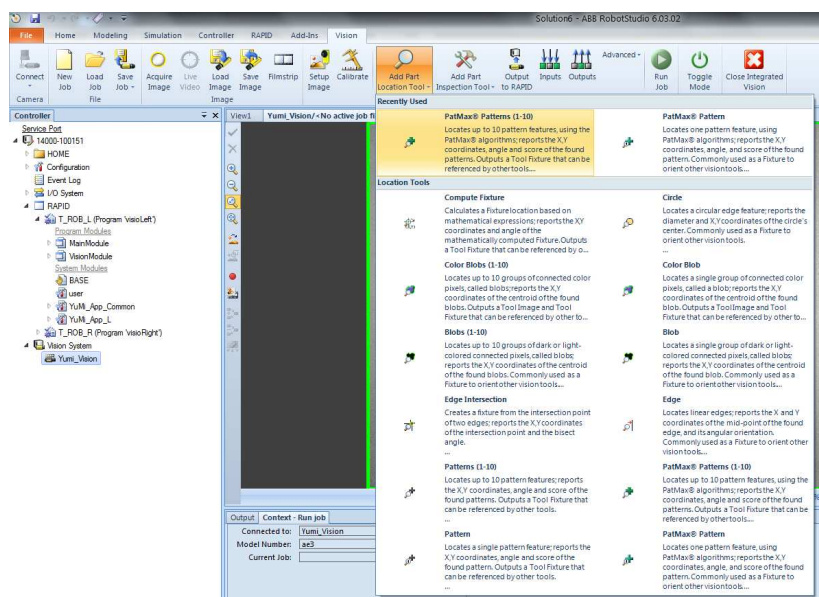 Solution6 - ABB RobotStudio 6.03.02
File Home Modeling Simulation Controller RAPID Add-Ins Vision
Connect
New Job
Load Job
Save Job
Acquire Image
Live Video
Load Image
Save Image
Filmstrip
Setup Image
Calibrate
Add Part Location Tool
Add Part Inspection Tool
Output to RAPID
Inputs
Outputs
Advanced
Run Job
Toggle Mode
Close Integrated Vision
Camera
File
Image
Controller
Service Port
14000-100151
HOME
Configuration
Event Log
I/O System
RAPID
T_ROB_L (Program 'visioLeft')
Program Modules
MainModule
VisionModule
System Modules
BASE
user
YuMi_App_Common
YuMi_App_L
T_ROB_R (Program 'visioRight')
Vision System
Yumi_Vision
View1
Yumi_Vision/<No active job fi
Recently Used
PatMax® Patterns (1-10)
Locates up to 10 pattern features, using the
PatMax® algorithms; reports the X,Y
coordinates, angle and score of the found
patterns. Outputs a Tool Fixture that can be
referenced by other tools....
PatMax® Pattern
Locates one pattern feature, using
PatMax® algorithms; reports the X,Y
coordinates, angle, and score of the found
pattern. Commonly used as a Fixture to
orient other vision tools....
Location Tools
Compute Fixture
Calculates a Fixture location based on
mathematical expressions; reports the X,Y
coordinates and angle of the
mathematically computed Fixture. Outputs
a Tool Fixture that can be referenced by o...
Circle
Locates a circular edge feature; reports the
diameter and X,Y coordinates of the circle's
center. Commonly used as a Fixture to
orient other vision tools.
...
Color Blobs (1-10)
Locates up to 10 groups of connected color
pixels, called blobs; reports the X,Y
coordinates of the centroid of the found
blobs. Outputs a Tool Image and Tool
Fixture that can be referenced by other to...
Color Blob
Locates a single group of connected color
pixels, called a blob; reports the X,Y
coordinates of the centroid of the found
blobs. Outputs a Tool Image and Tool
Fixture that can be referenced by other to...
Blobs (1-10)
Locates up to 10 groups of dark or light-
colored connected pixels, called blobs;
reports the X,Y coordinates of the centroid
of the found blobs. Commonly used as a
Fixture to orient other vision tools....
Blob
Locates a single group of dark or light-
colored connected pixels, called blobs;
reports the X,Y coordinates of the centroid
of the found blob. Commonly used as a
Fixture to orient other vision tools....
Edge Intersection
Creates a fixture from the intersection point
of two edges; reports the X,Y coordinates
of the intersection point and the bisect
angle.
...
Edge
Locates linear edges; reports the X and Y
coordinates of the mid-point of the found
edge, and its angular orientation.
Commonly used as a Fixture to orient other
vision tools....
Patterns (1-10)
Locates up to 10 pattern features; reports
the X,Y coordinates, angle and score of the
found patterns. Outputs a Tool Fixture that
can be referenced by other tools.
...
PatMax® Patterns (1-10)
Locates up to 10 pattern features, using the
PatMax® algorithms; reports the X,Y
coordinates, angle and score of the found
patterns. Outputs a Tool Fixture that can be
referenced by other tools....
Pattern
Locates a single pattern feature; reports the
X,Y coordinates, angle and score of the
found pattern. Outputs a Tool Fixture that
can be referenced by other tools.
...
PatMax® Pattern
Locates one pattern feature, using
PatMax® algorithms; reports the X,Y
coordinates, angle, and score of the found
pattern. Commonly used as a Fixture to
orient other vision tools....
Output
Context - Run job
Connected to: Yumi_Vision
Model Number: ae3
Current Job: